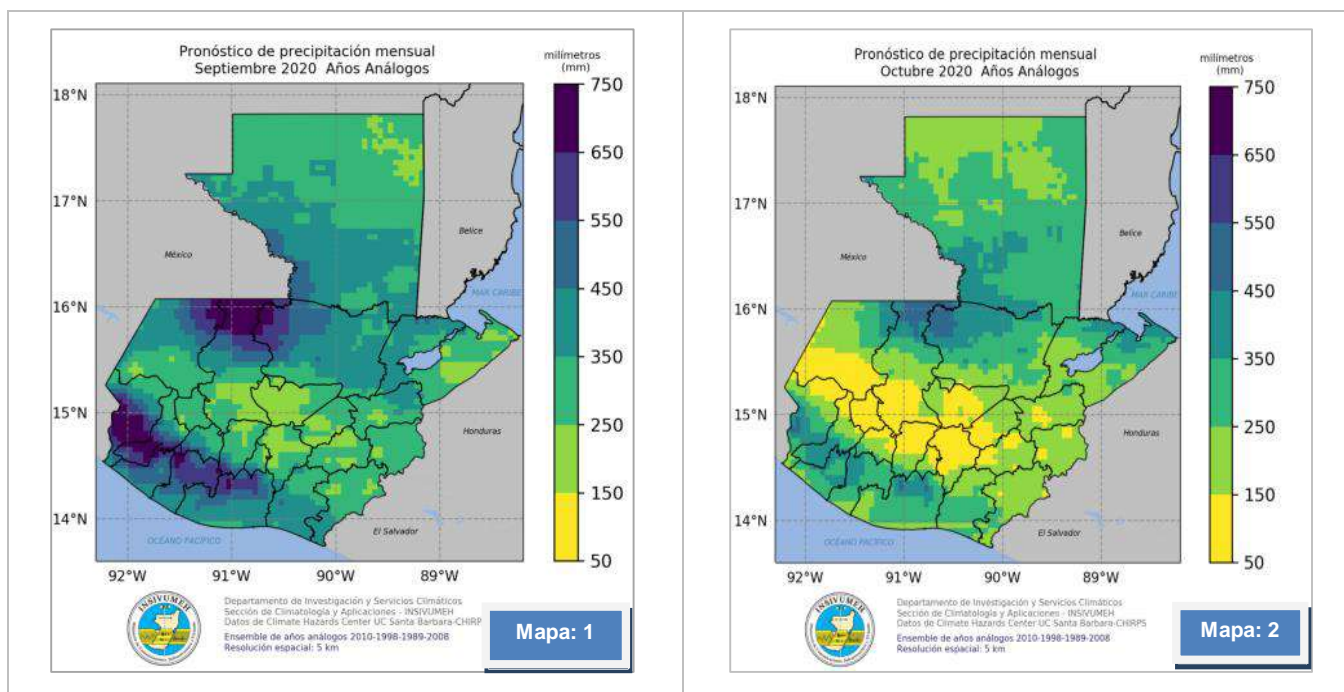 Pronóstico de precipitación mensual
Septiembre 2020 Años Análogos
milímetros
(mm)
750
650
550
450
350
250
150
50
18°N
17°N
16°N
15°N
14°N
92°W
91°W
90°W
89°W
México
Belice
MAR CARIBE
Honduras
El Salvador
OCÉANO PACÍFICO
INSIVUMEH
Departamento de Investigación y Servicios Climáticos
Sección de Climatología y Aplicaciones - INSIVUMEH
Datos de Climate Hazards Center UC Santa Barbara-CHIRPS
Ensemble de años análogos 2010-1998-1989-2008
Resolución espacial: 5 km
Mapa: 1
Pronóstico de precipitación mensual
Octubre 2020 Años Análogos
milímetros
(mm)
750
650
550
450
350
250
150
50
18°N
17°N
16°N
15°N
14°N
92°W
91°W
90°W
89°W
México
Belice
MAR CARIBE
Honduras
El Salvador
OCÉANO PACÍFICO
INSIVUMEH
Departamento de Investigación y Servicios Climáticos
Sección de Climatología y Aplicaciones - INSIVUMEH
Datos de Climate Hazards Center UC Santa Barbara-CHIRPS
Ensemble de años análogos 2010-1998-1989-2008
Resolución espacial: 5 km
Mapa: 2